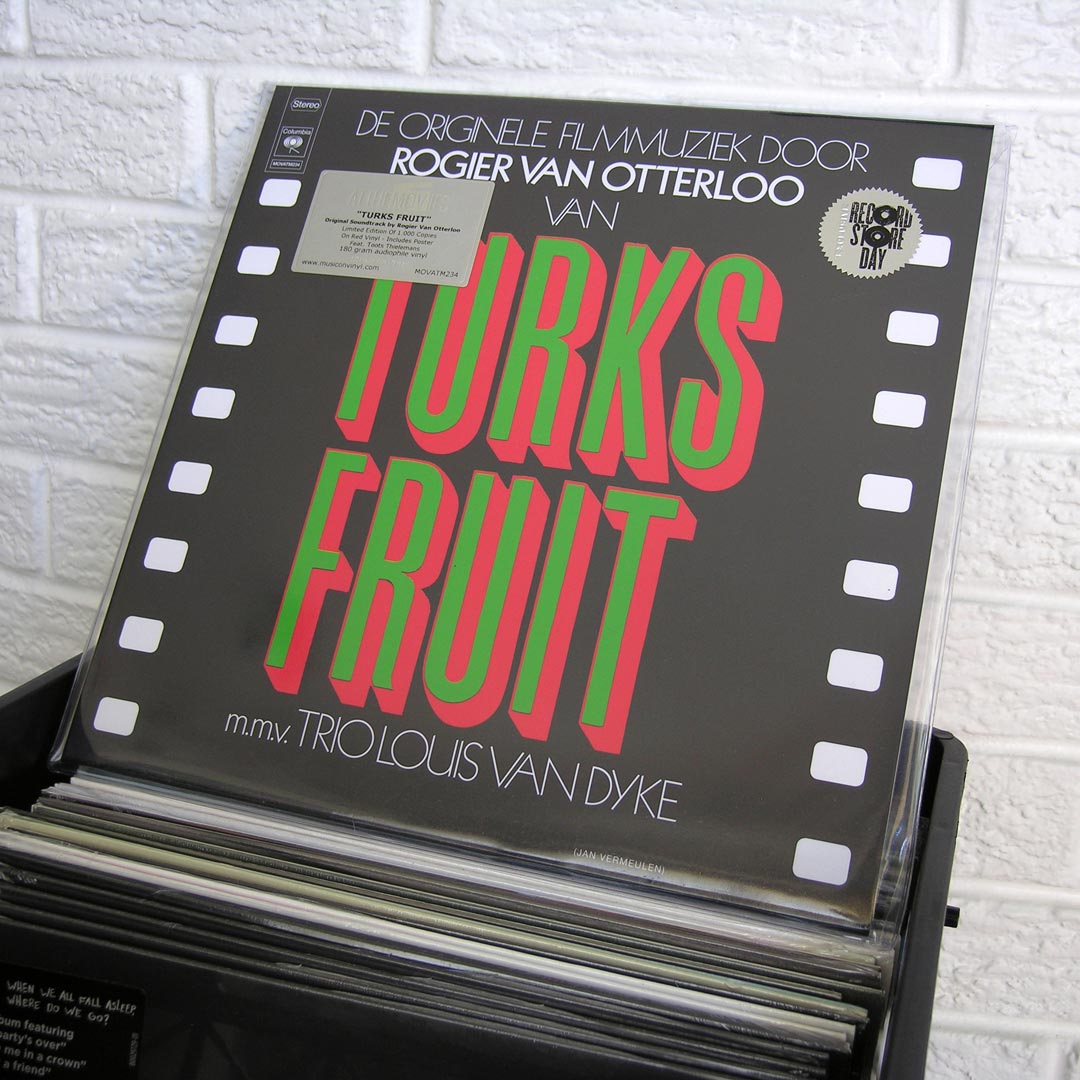 Stereo
Columbia
MOVATM234
DE ORIGINELE FILMMUZIEK DOOR
ROGIER VAN OTTERLOO
VAN
"TURKS FRUIT"
Original Soundtrack by Rogier Van Otterloo
Limited Edition Of 1.000 Copies
On Red Vinyl - Includes Poster
Feat. Toots Thielemans
180 gram audiophile vinyl
www.musiconvinyl.com MOVATM234
RECORD
STORE
DAY
TURKS
FRUIT
m.m.v. TRIO LOUIS VAN DYKE
(JAN VERMEULEN)
WHEN WE ALL FALL ASLEEP
WHERE DO WE GO?
featuring
party's over"
me in a crown"
a friend"